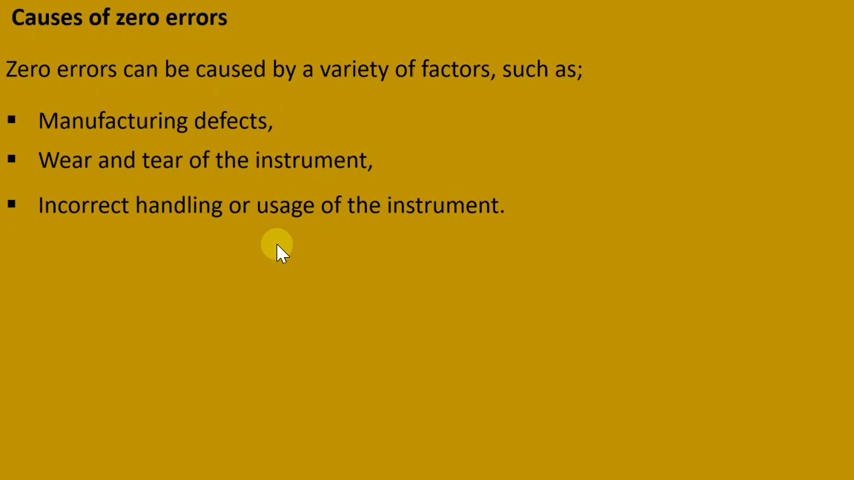 Causes of zero errors
Zero errors can be caused by a variety of factors, such as;
▪ Manufacturing defects,
▪ Wear and tear of the instrument,
▪ Incorrect handling or usage of the instrument.